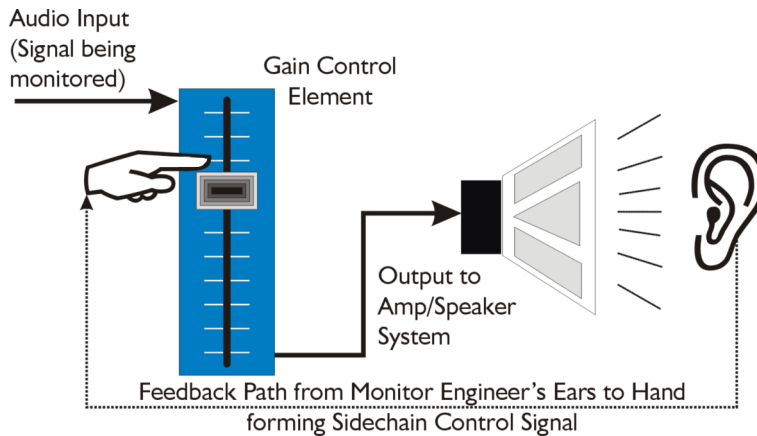 Audio Input
(Signal being
monitored)
Gain Control
Element
Output to
Amp/Speaker
System
Feedback Path from Monitor Engineer's Ears to Hand
forming Sidechain Control Signal